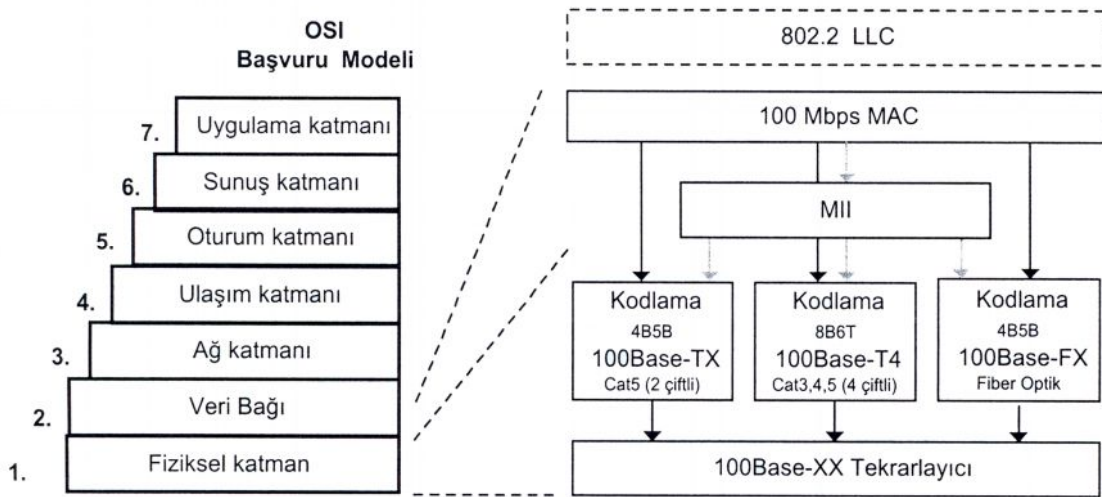 OSI
Başvuru Modeli
7. Uygulama katmanı
6. Sunuş katmanı
5. Oturum katmanı
4. Ulaşım katmanı
3. Ağ katmanı
2. Veri Bağı
1. Fiziksel katman
802.2 LLC
100 Mbps MAC
MII
Kodlama
4B5B
100Base-TX
Cat5 (2 çiftli)
Kodlama
8B6T
100Base-T4
Cat3,4,5 (4 çiftli)
Kodlama
4B5B
100Base-FX
Fiber Optik
100Base-XX Tekrarlayıcı